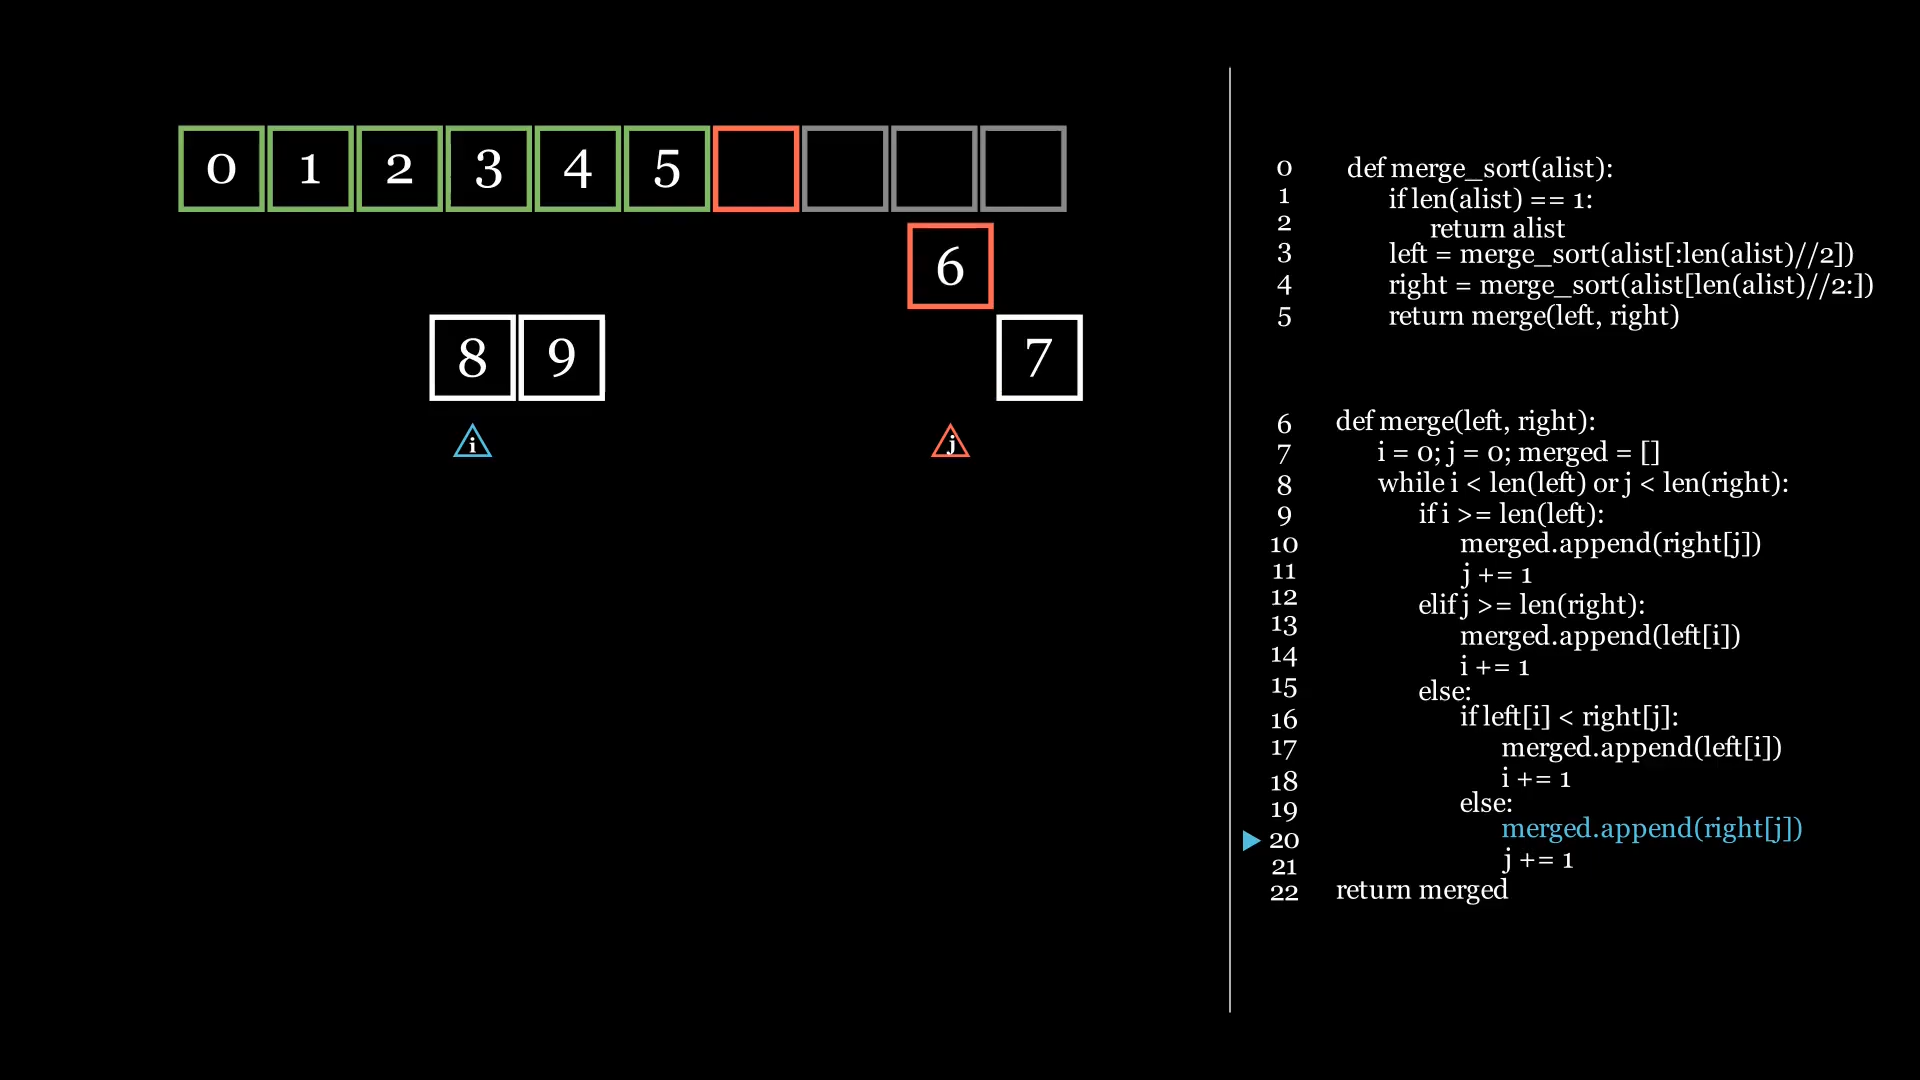 0 1 2 3 4 5
6
8 9 7
i j
0 def merge_sort(alist):
1 if len(alist) == 1:
2 return alist
3 left = merge_sort(alist[:len(alist)//2])
4 right = merge_sort(alist[len(alist)//2:])
5 return merge(left, right)
6 def merge(left, right):
7 i = 0; j = 0; merged = []
8 while i < len(left) or j < len(right):
9 if i >= len(left):
10 merged.append(right[j])
11 j += 1
12 elif j >= len(right):
13 merged.append(left[i])
14 i += 1
15 else:
16 if left[i] < right[j]:
17 merged.append(left[i])
18 i += 1
19 else:
20 merged.append(right[j])
21 j += 1
22 return merged